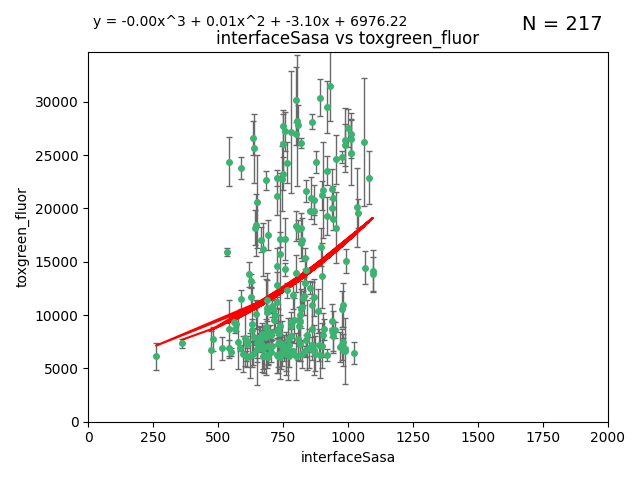 y = -0.00x^3 + 0.01x^2 + -3.10x + 6976.22
N = 217
interfaceSasa vs toxgreen_fluor
30000
25000
20000
15000
10000
5000
0
toxgreen_fluor
0 250 500 750 1000 1250 1500 1750 2000
interfaceSasa